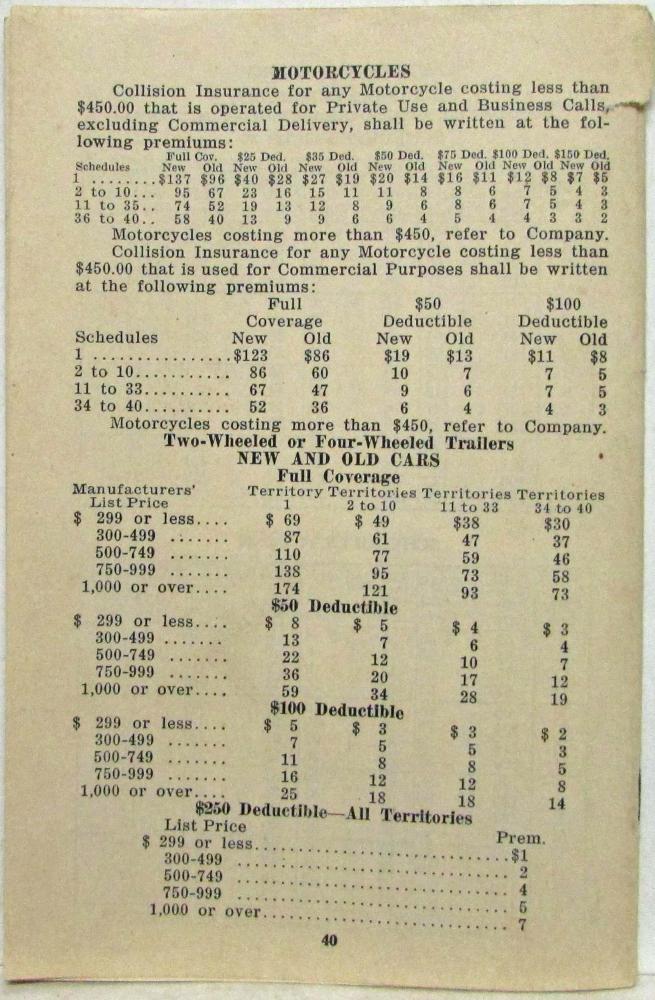 MOTORCYCLES
Collision Insurance for any Motorcycle costing less than
$450.00 that is operated for Private Use and Business Calls,
excluding Commercial Delivery, shall be written at the fol-
lowing premiums:
Full Cov. $25 Ded. $35 Ded. $50 Ded. $75 Ded. $100 Ded. $150 Ded.
Schedules New Old New Old New Old New Old New Old New Old New Old
1 ........$137 $96 $40 $28 $27 $19 $20 $14 $16 $11 $12 $8 $7 $5
2 to 10... 95 67 23 16 15 11 11 8 8 6 7 5 4 3
11 to 35.. 74 52 19 13 12 8 9 6 8 6 7 5 4 3
36 to 40.. 58 40 13 9 9 6 6 4 5 4 4 3 3 2
Motorcycles costing more than $450, refer to Company.
Collision Insurance for any Motorcycle costing less than
$450.00 that is used for Commercial Purposes shall be written
at the following premiums:
Full $50 $100
Coverage Deductible Deductible
Schedules New Old New Old New Old
1 ................$123 $86 $19 $13 $11 $8
2 to 10........... 86 60 10 7 7 5
11 to 33.......... 67 47 9 6 7 5
34 to 40.......... 52 36 6 4 4 3
Motorcycles costing more than $450, refer to Company.
Two-Wheeled or Four-Wheeled Trailers
NEW AND OLD CARS
Full Coverage
Manufacturers' Territory Territories Territories Territories
List Price 1 2 to 10 11 to 33 34 to 40
$ 299 or less.... $ 69 $ 49 $38 $30
300-499 ....... 87 61 47 37
500-749 ....... 110 77 59 46
750-999 ....... 138 95 73 58
1,000 or over.... 174 121 93 73
$50 Deductible
$ 299 or less.... $ 8 $ 5 $ 4 $ 3
300-499 ....... 13 7 6 4
500-749 ....... 22 12 10 7
750-999 ....... 36 20 17 12
1,000 or over.... 59 34 28 19
$100 Deductible
$ 299 or less.... $ 5 $ 3 $ 3 $ 2
300-499 ....... 7 5 5 3
500-749 ....... 11 8 8 5
750-999 ....... 16 12 12 8
1,000 or over.... 25 18 18 14
$250 Deductible—All Territories
List Price Prem.
$ 299 or less.................................$1
300-499 .................................... 2
500-749 .................................... 4
750-999 .................................... 5
1,000 or over................................. 7
40